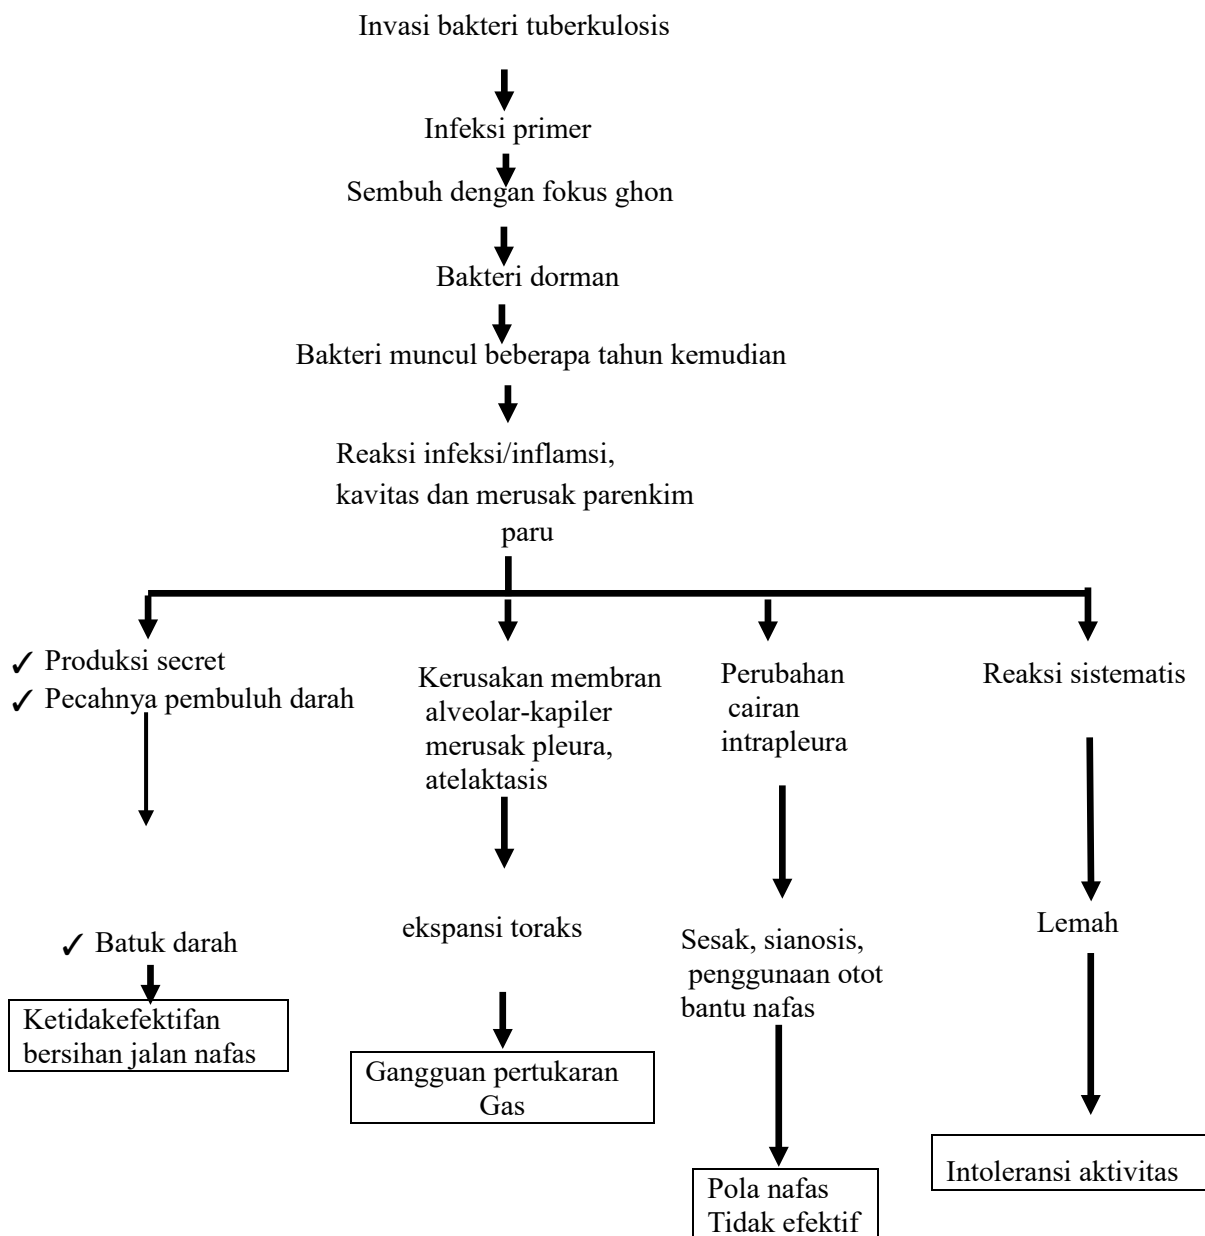 Invasi bakteri tuberkulosis
Infeksi primer
Sembuh dengan fokus ghon
Bakteri dorman
Bakteri muncul beberapa tahun kemudian
Reaksi infeksi/inflamsi,
kavitas dan merusak parenkim
paru
✓ Produksi secret
✓ Pecahnya pembuluh darah
✓ Batuk darah
Ketidakefektifan
bersihan jalan nafas
Kerusakan membran
alveolar-kapiler
merusak pleura,
atelaktasis
ekspansi toraks
Gangguan pertukaran
Gas
Perubahan
cairan
intrapleura
Sesak, sianosis,
penggunaan otot
bantu nafas
Pola nafas
Tidak efektif
Reaksi sistematis
Lemah
Intoleransi aktivitas